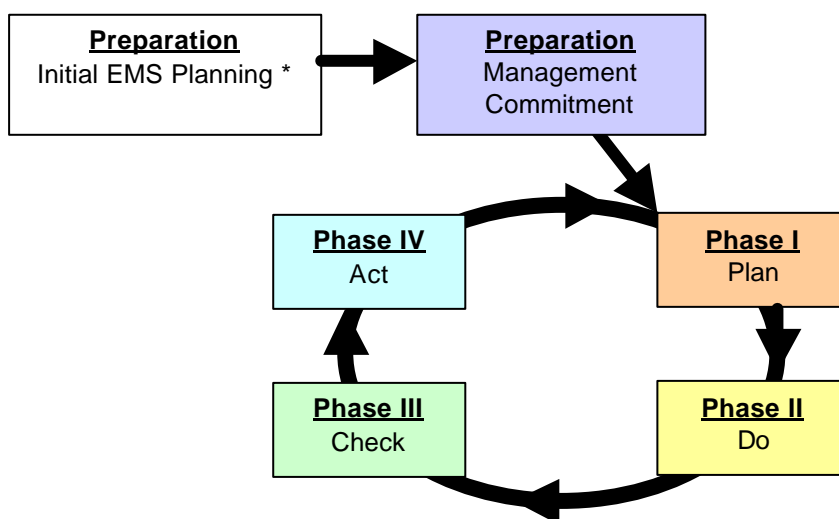 Preparation
Initial EMS Planning *
Preparation
Management
Commitment
Phase IV
Act
Phase I
Plan
Phase III
Check
Phase II
Do